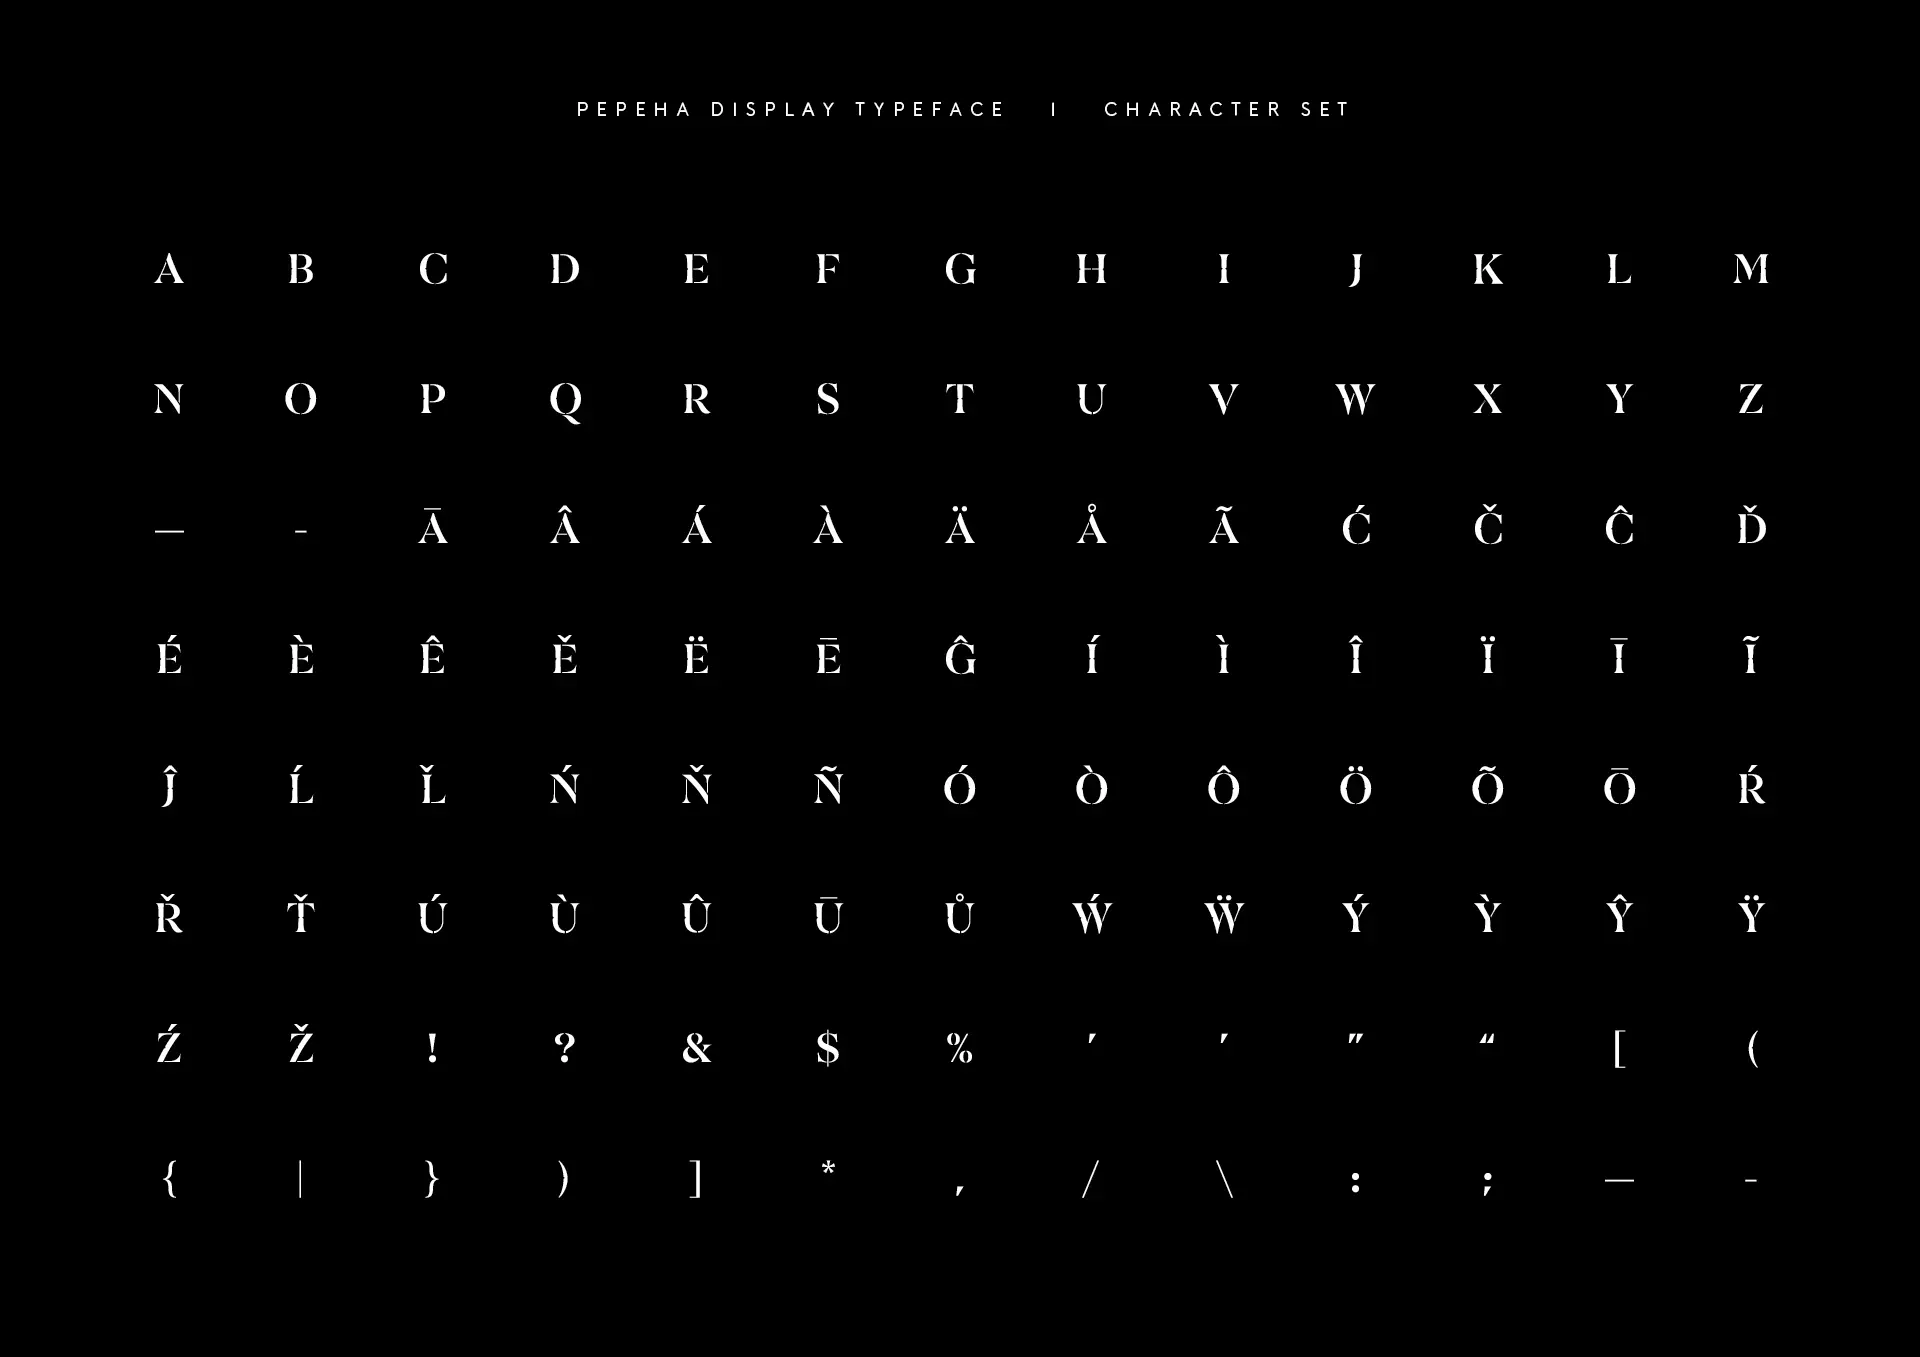 PEPEHA DISPLAY TYPEFACE | CHARACTER SET
A B C D E F G H I J K L M
N O P Q R S T U V W X Y Z
— - Ā Â Á À Ä Å Ã Ć Č Ĉ Ď
É È Ê Ě Ë Ē Ĝ Í Ì Î Ï Ī Ĩ
Ĵ Ĺ Ľ Ń Ň Ñ Ó Ò Ô Ö Õ Ō Ŕ
Ř Ť Ú Ù Û Ū Ů Ẃ Ẅ Ý Ỳ Ŷ Ÿ
Ź Ž ! ? & $ % ′ ′ ″ “ [ (
{ | } ) ] * , / \ : ; — -